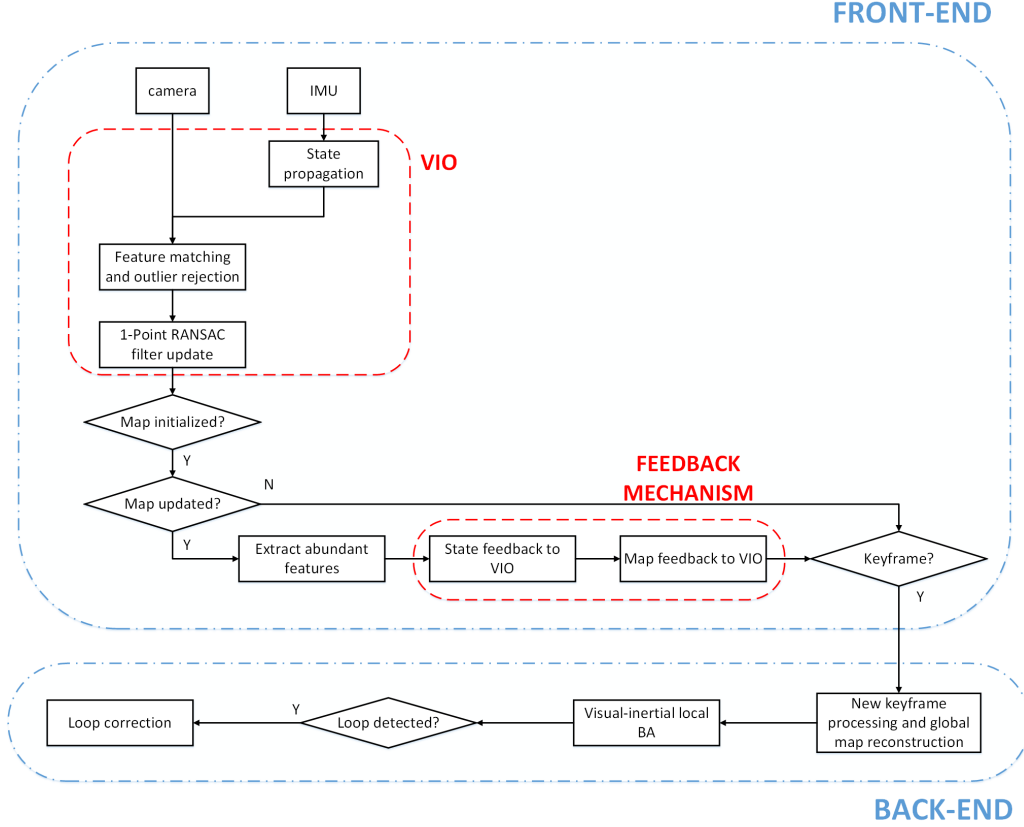 FRONT-END
camera
IMU
State
propagation
VIO
Feature matching
and outlier rejection
1-Point RANSAC
filter update
Map initialized?
Y
Map updated?
N
FEEDBACK
MECHANISM
Y
Extract abundant
features
State feedback to
VIO
Map feedback to VIO
Keyframe?
Y
Loop correction
Y
Loop detected?
Visual-inertial local
BA
New keyframe
processing and global
map reconstruction
BACK-END